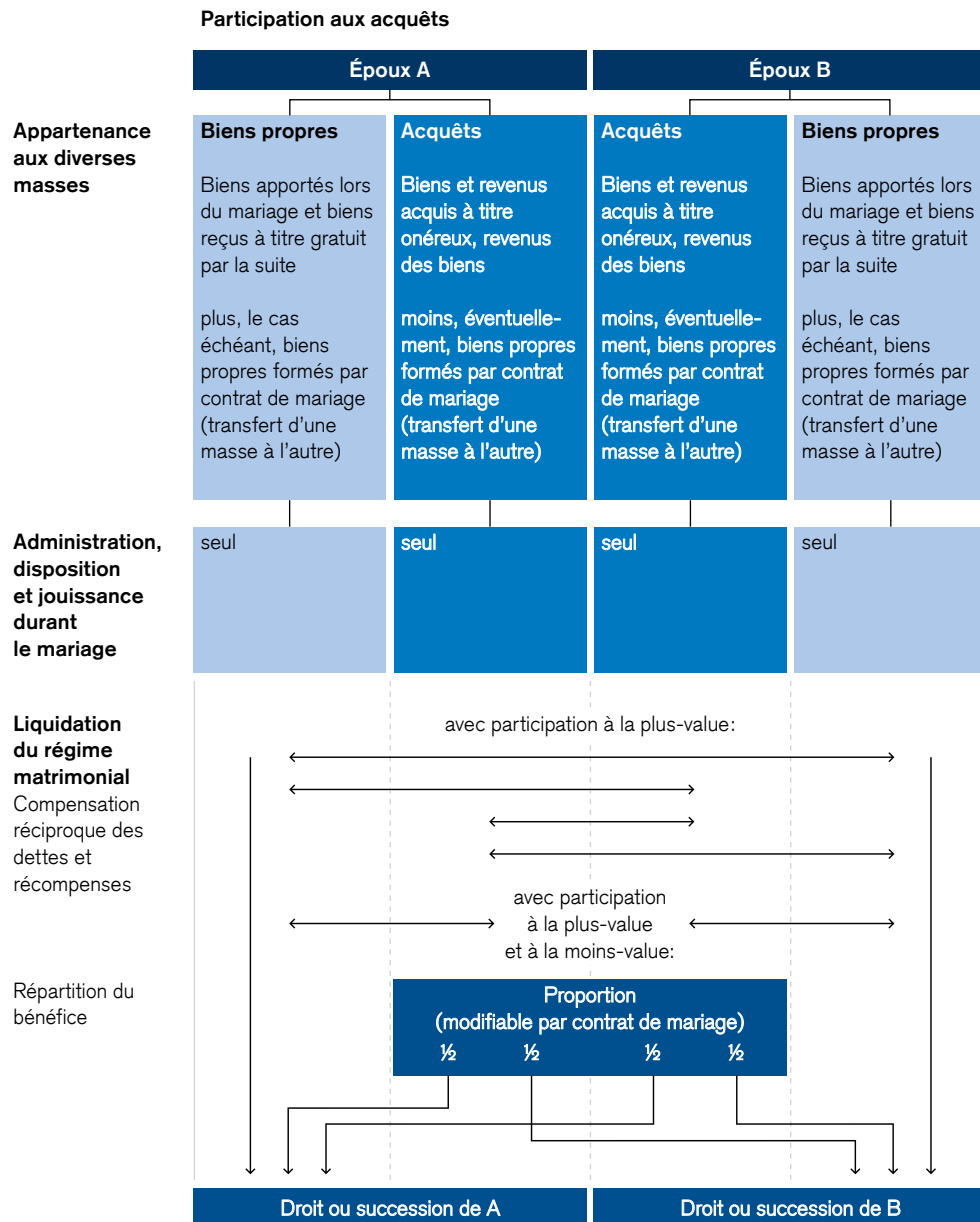 Participation aux acquêts
Époux A
Époux B
Appartenance
aux diverses
masses
Biens propres
Biens apportés lors
du mariage et biens
reçus à titre gratuit
par la suite
plus, le cas
échéant, biens
propres formés par
contrat de mariage
(transfert d'une
masse à l'autre)
Acquêts
Biens et revenus
acquis à titre
onéreux, revenus
des biens
moins, éventuelle-
ment, biens propres
formés par contrat
de mariage
(transfert d'une
masse à l'autre)
Acquêts
Biens et revenus
acquis à titre
onéreux, revenus
des biens
moins, éventuelle-
ment, biens propres
formés par contrat
de mariage
(transfert d'une
masse à l'autre)
Biens propres
Biens apportés lors
du mariage et biens
reçus à titre gratuit
par la suite
plus, le cas
échéant, biens
propres formés par
contrat de mariage
(transfert d'une
masse à l'autre)
Administration,
disposition
et jouissance
durant
le mariage
seul
seul
seul
seul
Liquidation
du régime
matrimonial
Compensation
réciproque des
dettes et
récompenses
avec participation à la plus-value:
avec participation
à la plus-value
et à la moins-value:
Répartition du
bénéfice
Proportion
(modifiable par contrat de mariage)
½ ½ ½ ½
Droit ou succession de A
Droit ou succession de B